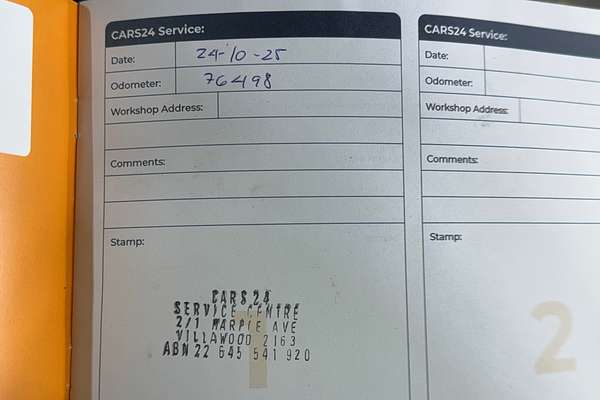 CARS24 Service:
Date: 24-10-25
Odometer: 76498
Workshop Address:
Comments:
Stamp:
CARS24
SERVICE CENTRE
2/1 MARPLE AVE
VILLAWOOD 2163
ABN 22 645 541 920
1
CARS24 Service:
Date:
Odometer:
Workshop Address:
Comments:
Stamp:
2